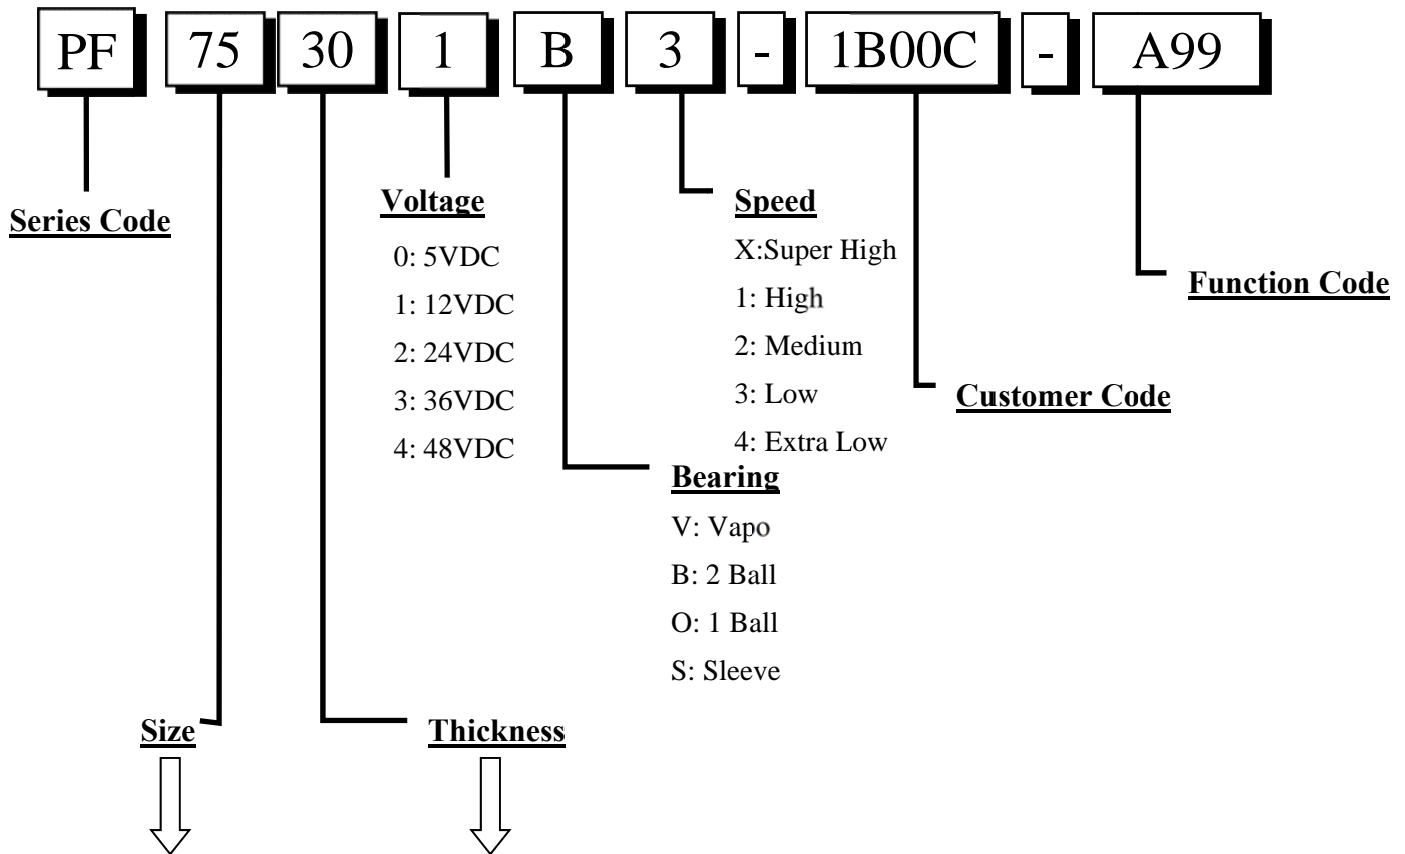 PF 75 30 1 B 3 - 1B00C - A99
Series Code
Voltage
0: 5VDC
1: 12VDC
2: 24VDC
3: 36VDC
4: 48VDC
Speed
X:Super High
1: High
2: Medium
3: Low
4: Extra Low
Function Code
Customer Code
Bearing
V: Vapo
B: 2 Ball
O: 1 Ball
S: Sleeve
Size
Thickness